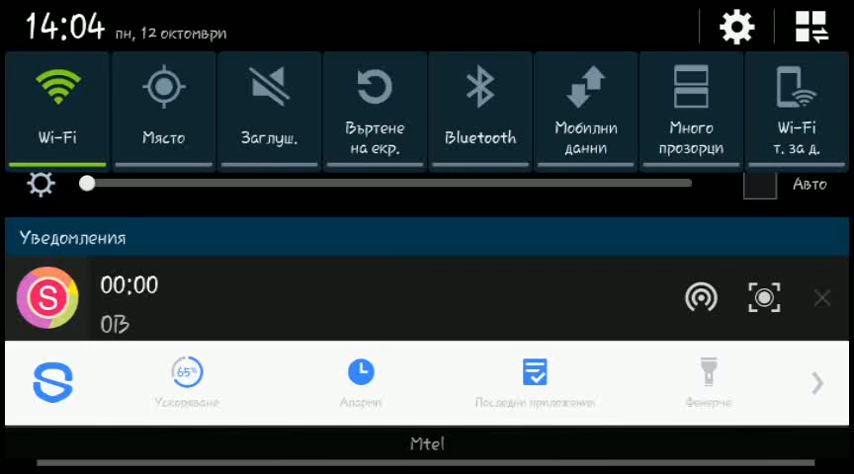 14:04 пн, 12 октомври
Wi-Fi
Място
Заглуш.
Въртене
на екр.
Bluetooth
Мобилни
данни
Много
прозорци
Wi-Fi
т. за д.
Авто
Уведомления
S
00:00
0B
65%
Ускоряване
Аларми
Последни приложения
Фенерче
Mtel